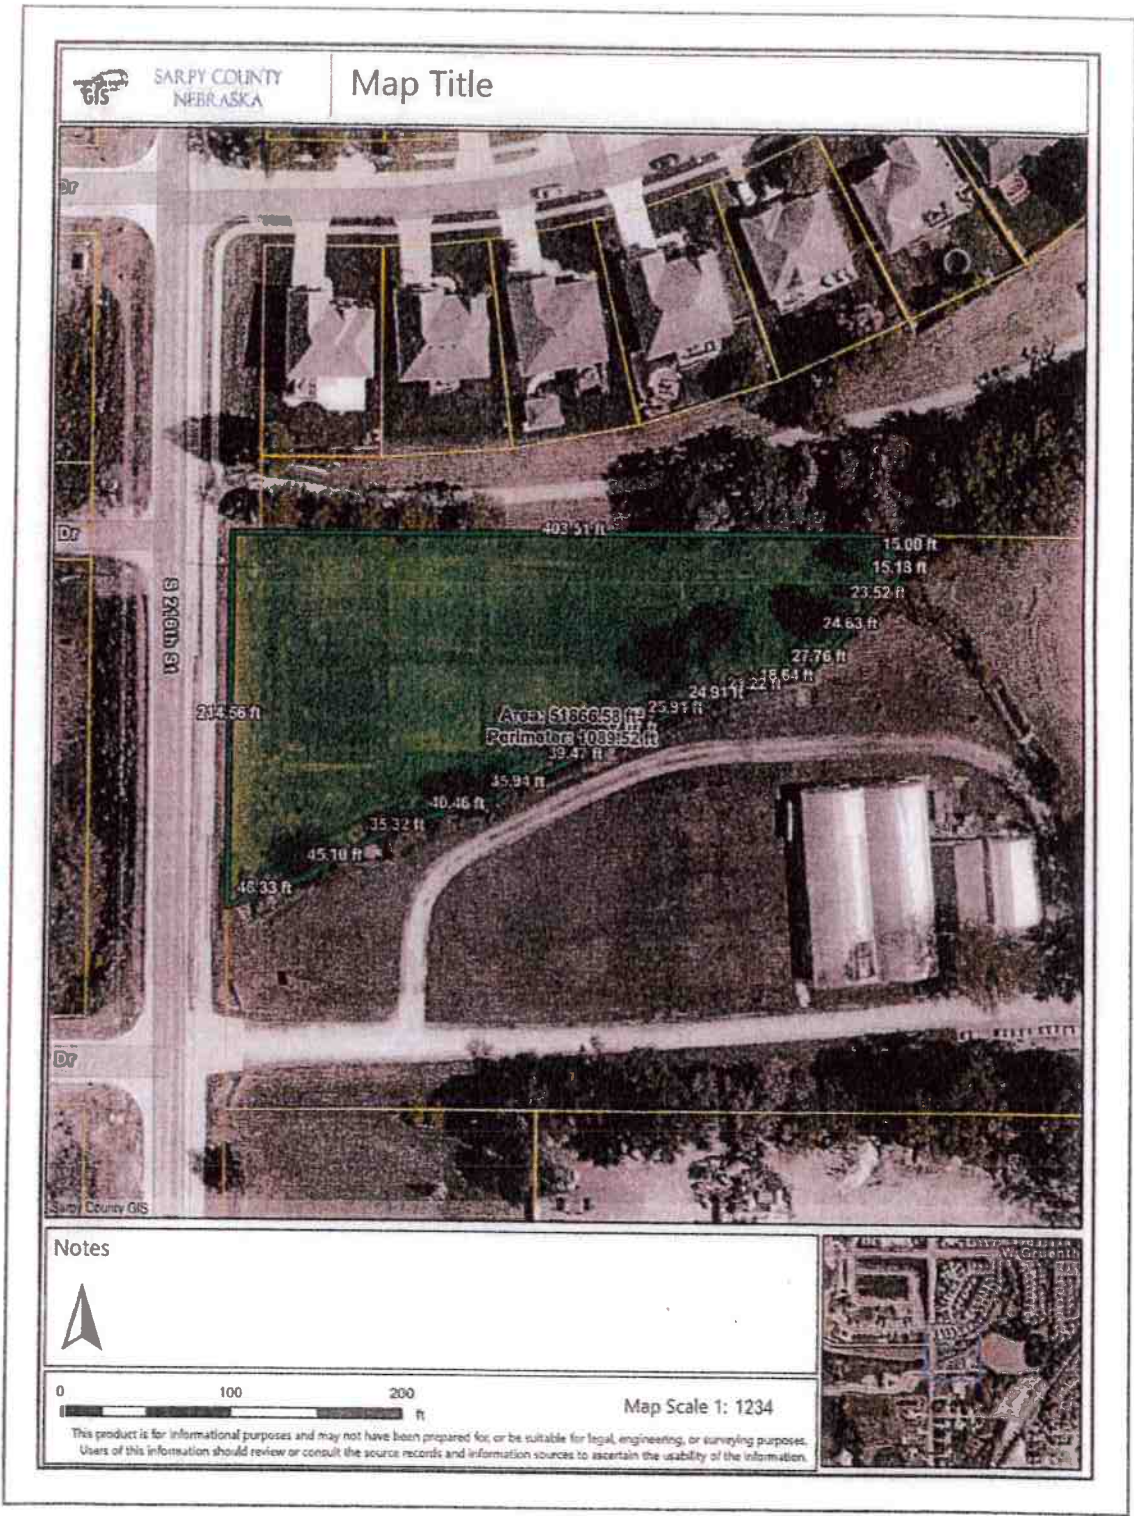 GIS
SARPY COUNTY
NEBRASKA
Map Title
Dr
Dr
S 216th St
403.51 ft
15.00 ft
15.18 ft
23.52 ft
24.63 ft
27.76 ft
18.64 ft
24.91 ft
25.91 ft
214.56 ft
Area: 51866.58 ft²
Perimeter: 1089.52 ft
39.47 ft
35.94 ft
40.46 ft
35.32 ft
45.10 ft
Dr
Sarpy County GIS
Notes
W Gruenth
0 100 200
ft
Map Scale 1: 1234
This product is for informational purposes and may not have been prepared for, or be suitable for legal, engineering, or surveying purposes.
Users of this information should review or consult the source records and information sources to ascertain the usability of the information.